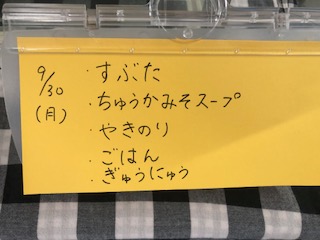 9/30
(月)
・すぶた
・ちゅうかみそスープ
・やきのり
・ごはん
・ぎゅうにゅう